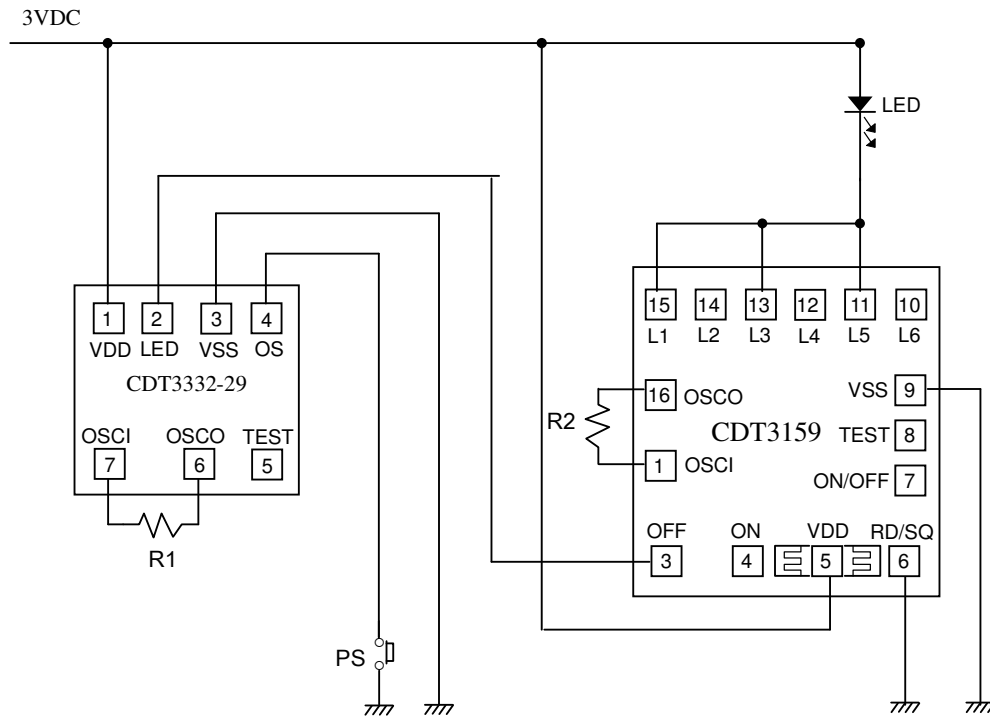 3VDC
LED
1 2 3 4
VDD LED VSS OS
CDT3332-29
OSCI OSCO TEST
7 6 5
R1
PS
15 14 13 12 11 10
L1 L2 L3 L4 L5 L6
16 OSCO
VSS 9
R2
CDT3159
TEST 8
1 OSCI
ON/OFF 7
OFF ON VDD RD/SQ
3 4 5 6